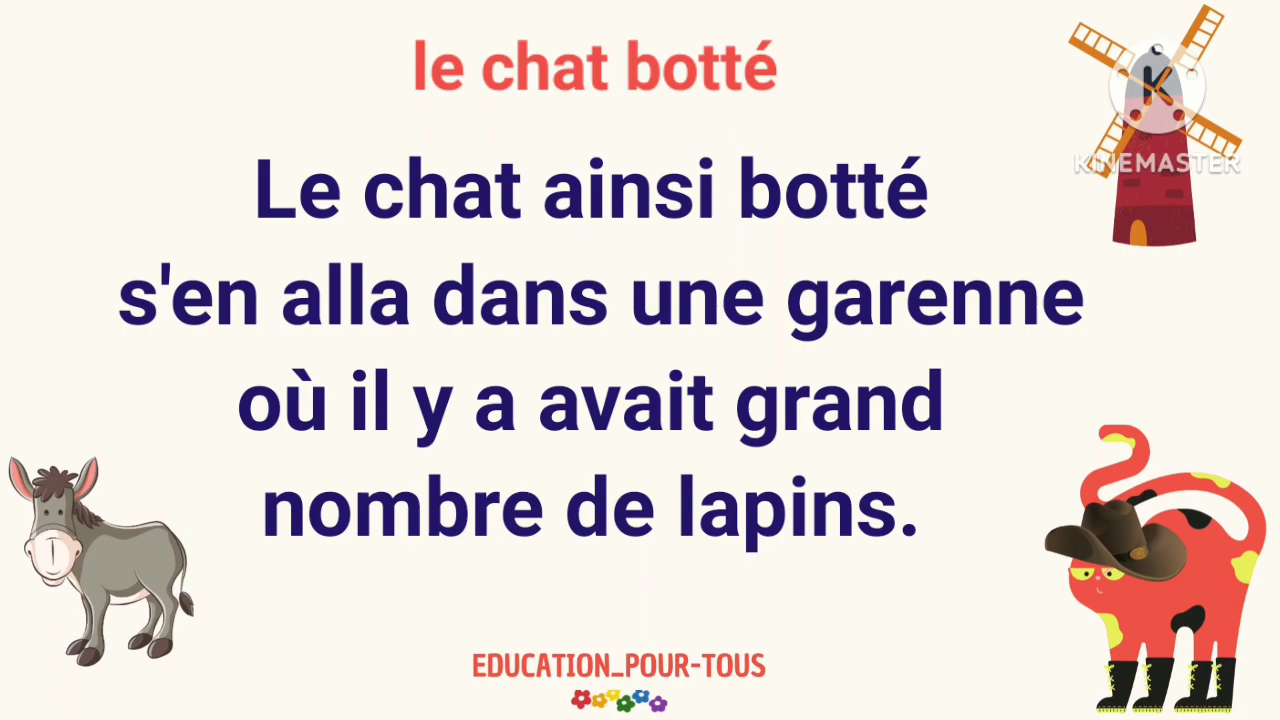 le chat botté
K
KINEMASTER
Le chat ainsi botté
s'en alla dans une garenne
où il y a avait grand
nombre de lapins.
EDUCATION_POUR-TOUS